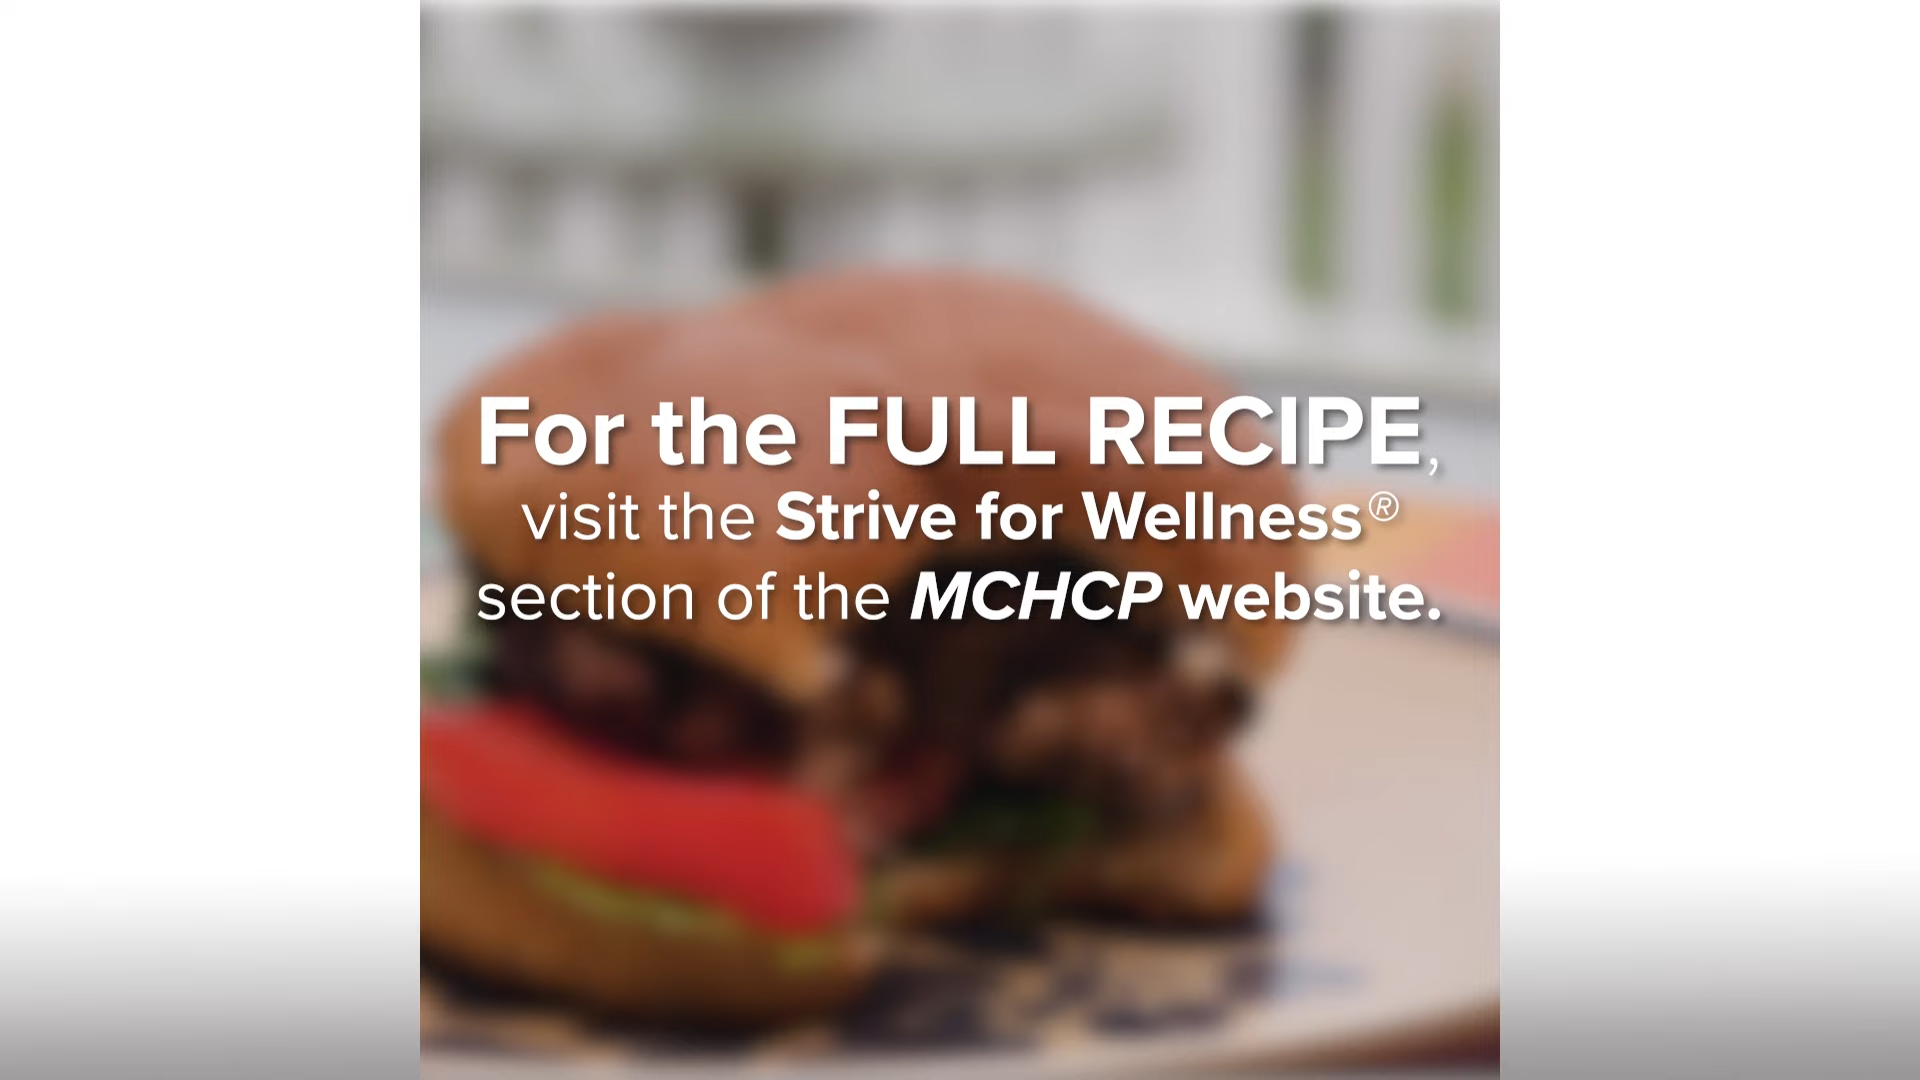 For the FULL RECIPE,
visit the Strive for Wellness®
section of the MCHCP website.